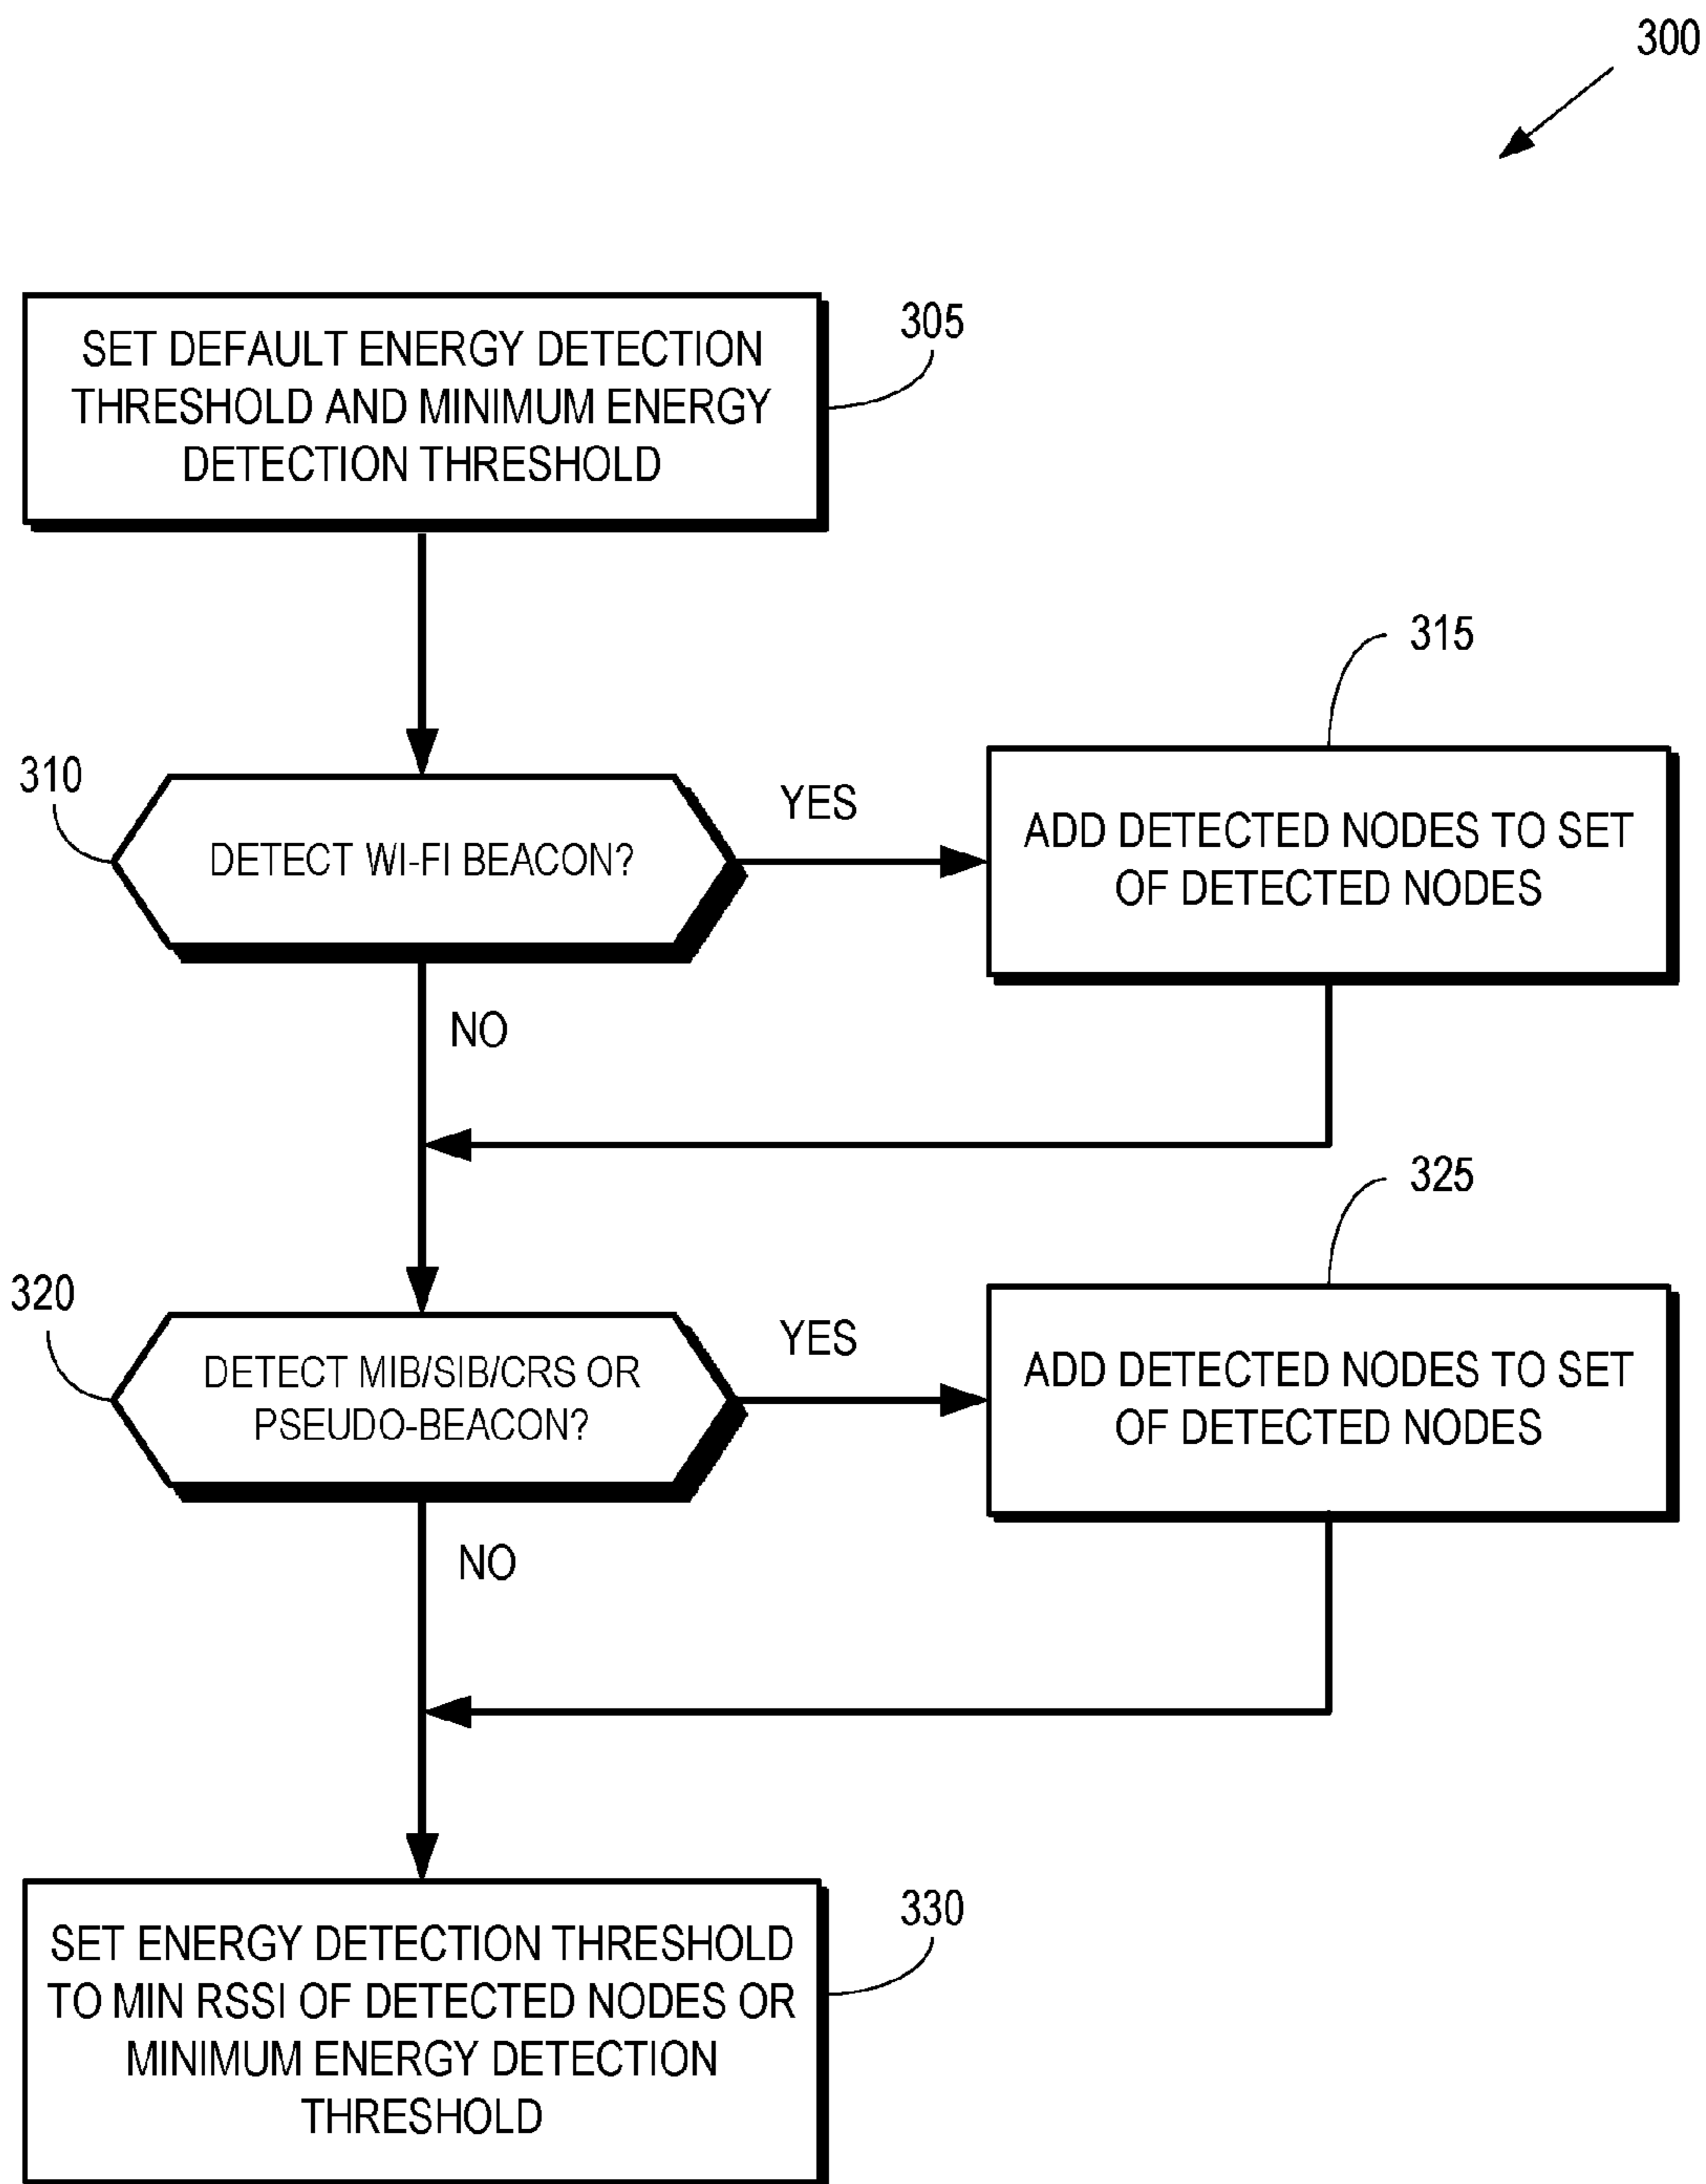 300
SET DEFAULT ENERGY DETECTION
THRESHOLD AND MINIMUM ENERGY
DETECTION THRESHOLD
305
310
DETECT WI-FI BEACON?
YES
315
ADD DETECTED NODES TO SET
OF DETECTED NODES
NO
320
DETECT MIB/SIB/CRS OR
PSEUDO-BEACON?
YES
325
ADD DETECTED NODES TO SET
OF DETECTED NODES
NO
SET ENERGY DETECTION THRESHOLD
TO MIN RSSI OF DETECTED NODES OR
MINIMUM ENERGY DETECTION
THRESHOLD
330